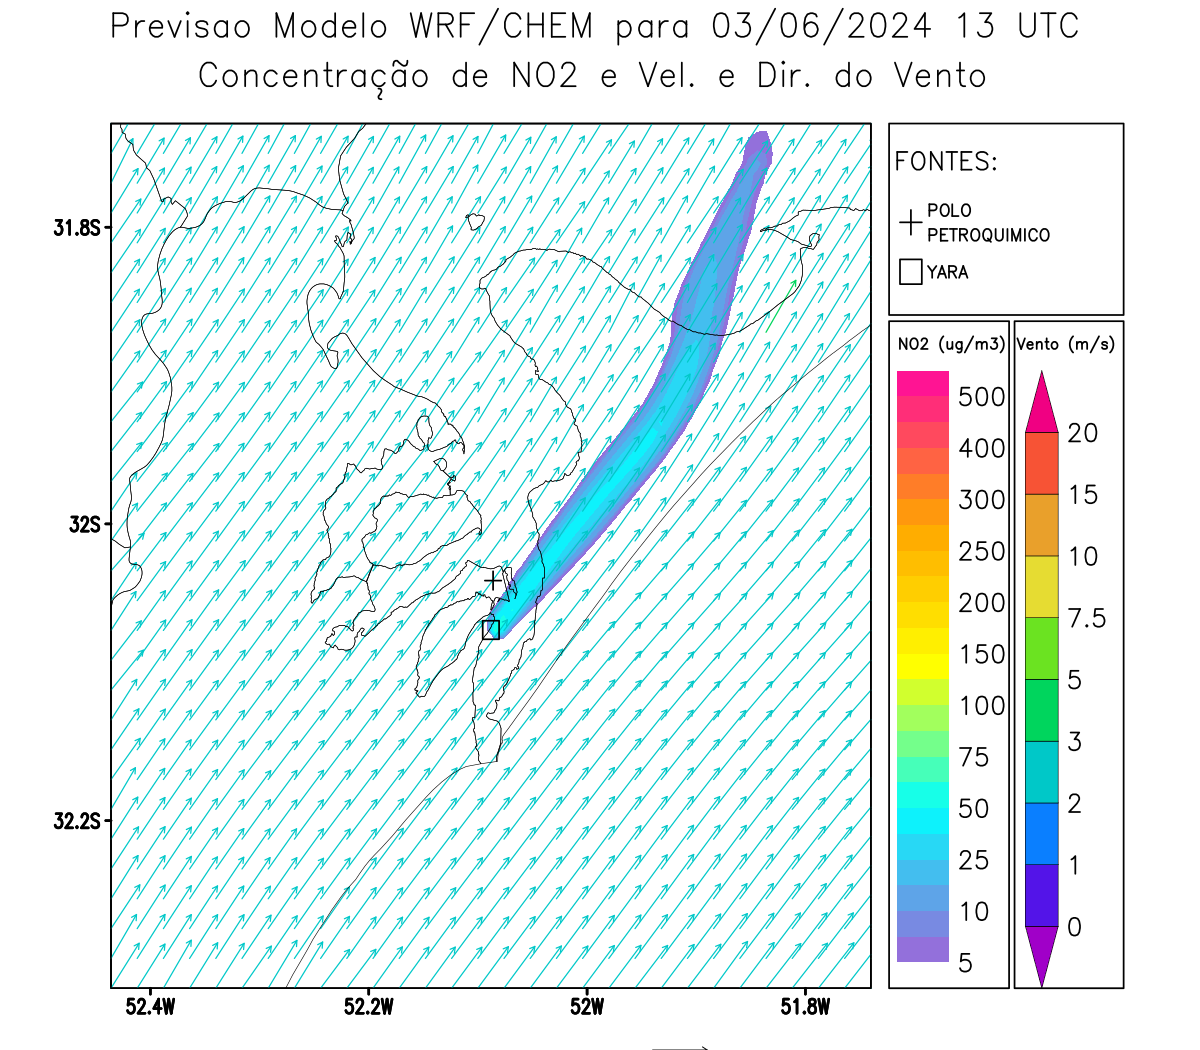 Previsao Modelo WRF/CHEM para 03/06/2024 13 UTC
Concentração de NO2 e Vel. e Dir. do Vento
FONTES:
POLO
PETROQUIMICO
YARA
NO2 (ug/m3)
500
400
300
250
200
150
100
75
50
25
10
5
Vento (m/s)
20
15
10
7.5
5
3
2
1
0
31.8S
32S
32.2S
52.4W
52.2W
52W
51.8W